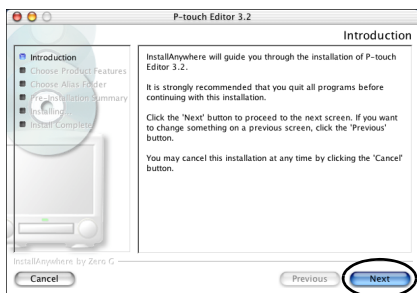 P-touch Editor 3.2
Introduction
Introduction
Choose Product Features
Choose Alias Folder
Pre-Installation Summary
Installing...
Install Complete
InstallAnywhere will guide you through the installation of P-touch
Editor 3.2.
It is strongly recommended that you quit all programs before
continuing with this installation.
Click the 'Next' button to proceed to the next screen. If you want
to change something on a previous screen, click the 'Previous'
button.
You may cancel this installation at any time by clicking the 'Cancel'
button.
InstallAnywhere by Zero G
Cancel
Previous
Next